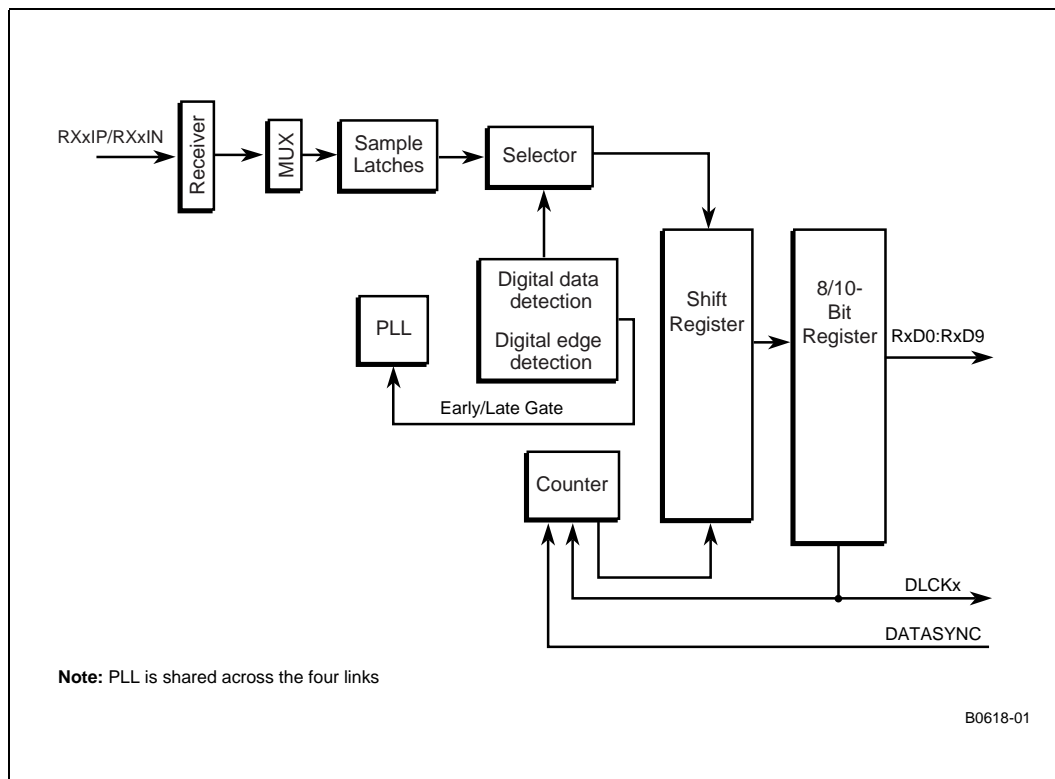 RXxIP/RXxIN
Receiver
MUX
Sample
Latches
Selector
Digital data
detection
Digital edge
detection
PLL
Early/Late Gate
Shift
Register
8/10-
Bit
Register
RxD0:RxD9
Counter
DLCKx
DATASYNC
Note: PLL is shared across the four links
B0618-01